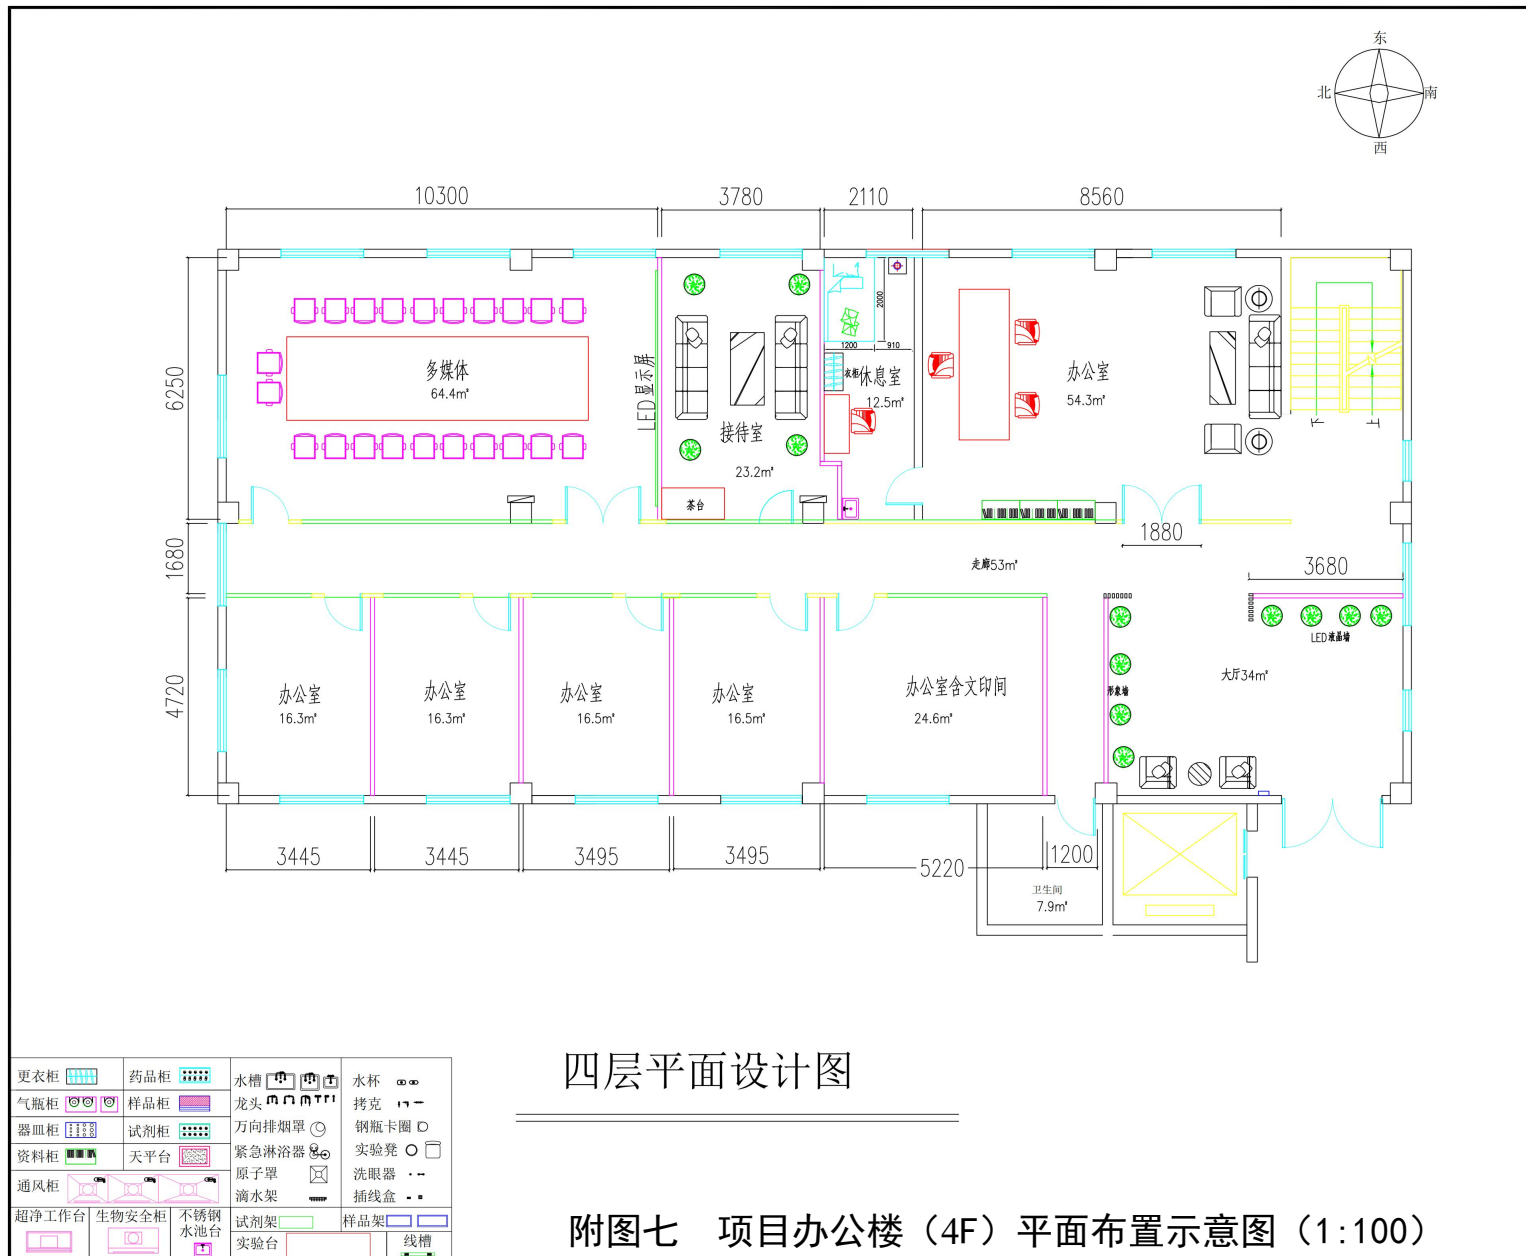 东
北
南
西
10300
3780
2110
8560
6250
1680
4720
多媒体
64.4㎡
LED显示屏
接待室
23.2㎡
茶台
2000
1200
910
衣柜
休息室
12.5㎡
办公室
54.3㎡
下
上
走廊53㎡
1880
3680
LED液晶墙
大厅34㎡
形象墙
办公室
16.3㎡
办公室
16.3㎡
办公室
16.5㎡
办公室
16.5㎡
办公室含文印间
24.6㎡
3445
3445
3495
3495
5220
1200
卫生间
7.9㎡
四层平面设计图
附图七 项目办公楼（4F）平面布置示意图（1:100）
更衣柜
药品柜
气瓶柜
样品柜
器皿柜
试剂柜
资料柜
天平台
通风柜
超净工作台
生物安全柜
不锈钢
水池台
水槽
水杯
龙头
拷克
万向排烟罩
钢瓶卡圈
紧急淋浴器
实验凳
原子罩
洗眼器
滴水架
插线盒
试剂架
样品架
实验台
线槽